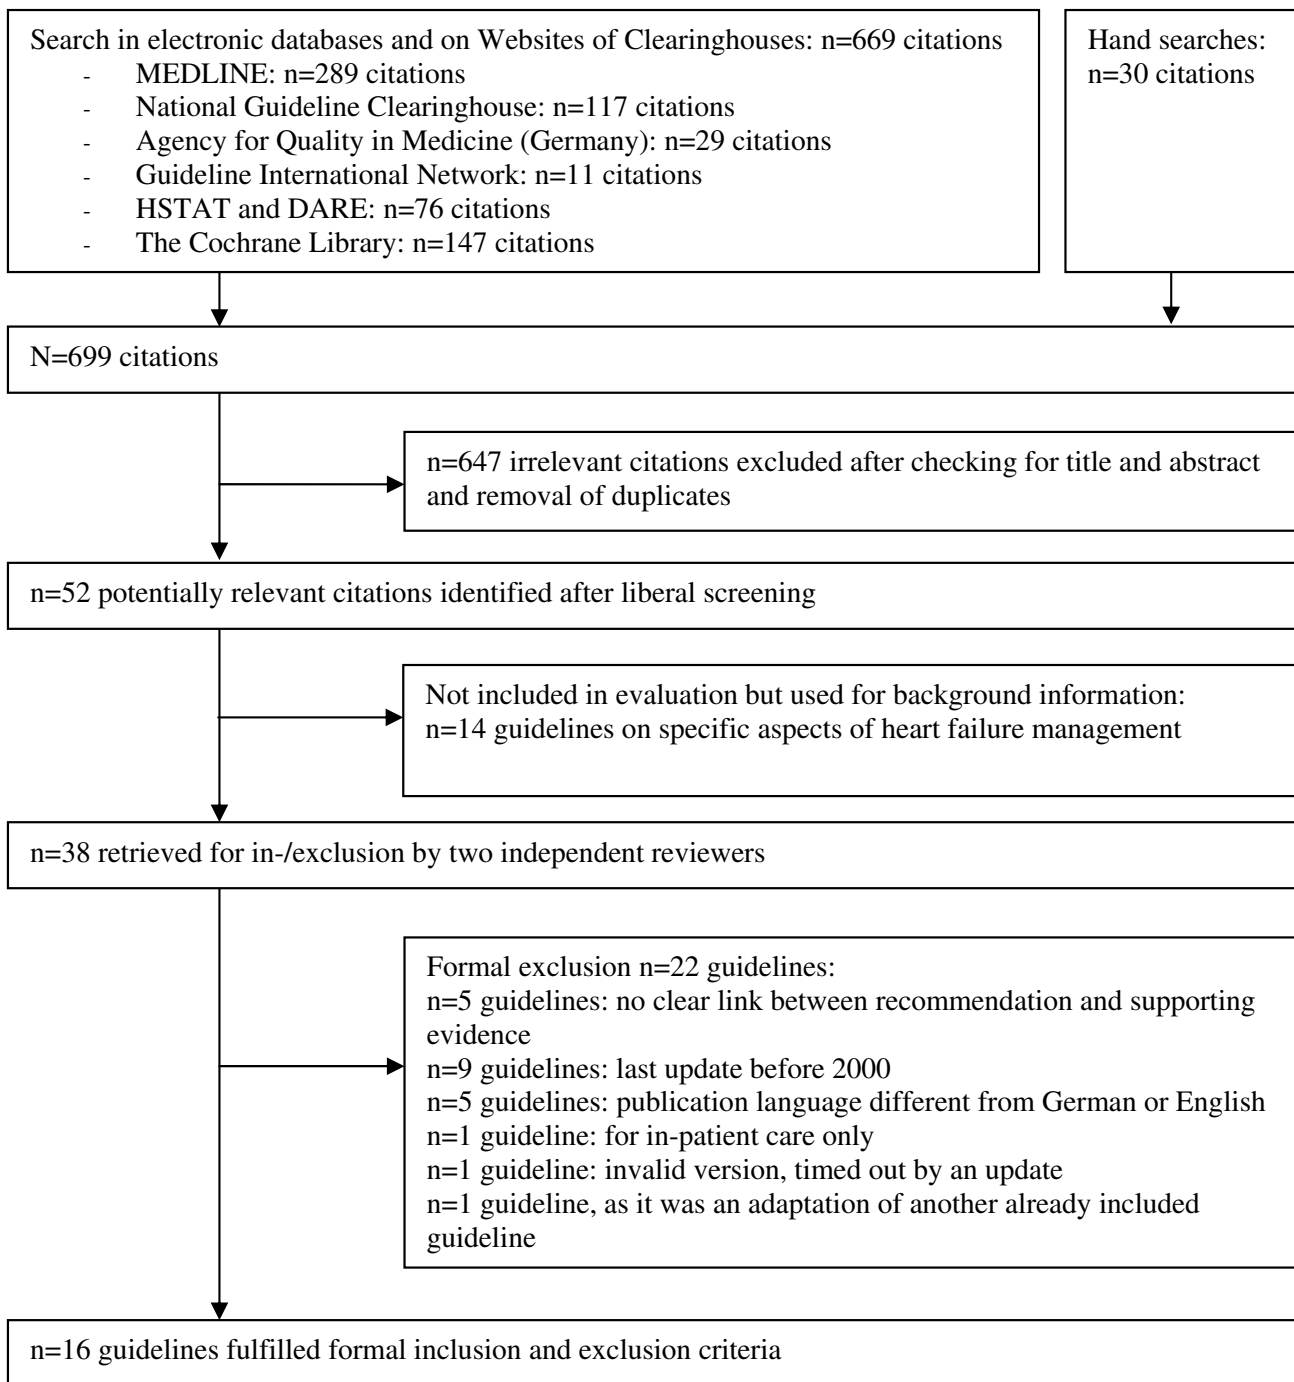 Search in electronic databases and on Websites of Clearinghouses: n=669 citations
- MEDLINE: n=289 citations
- National Guideline Clearinghouse: n=117 citations
- Agency for Quality in Medicine (Germany): n=29 citations
- Guideline International Network: n=11 citations
- HSTAT and DARE: n=76 citations
- The Cochrane Library: n=147 citations
Hand searches:
n=30 citations
N=699 citations
n=647 irrelevant citations excluded after checking for title and abstract
and removal of duplicates
n=52 potentially relevant citations identified after liberal screening
Not included in evaluation but used for background information:
n=14 guidelines on specific aspects of heart failure management
n=38 retrieved for in-/exclusion by two independent reviewers
Formal exclusion n=22 guidelines:
n=5 guidelines: no clear link between recommendation and supporting
evidence
n=9 guidelines: last update before 2000
n=5 guidelines: publication language different from German or English
n=1 guideline: for in-patient care only
n=1 guideline: invalid version, timed out by an update
n=1 guideline, as it was an adaptation of another already included
guideline
n=16 guidelines fulfilled formal inclusion and exclusion criteria